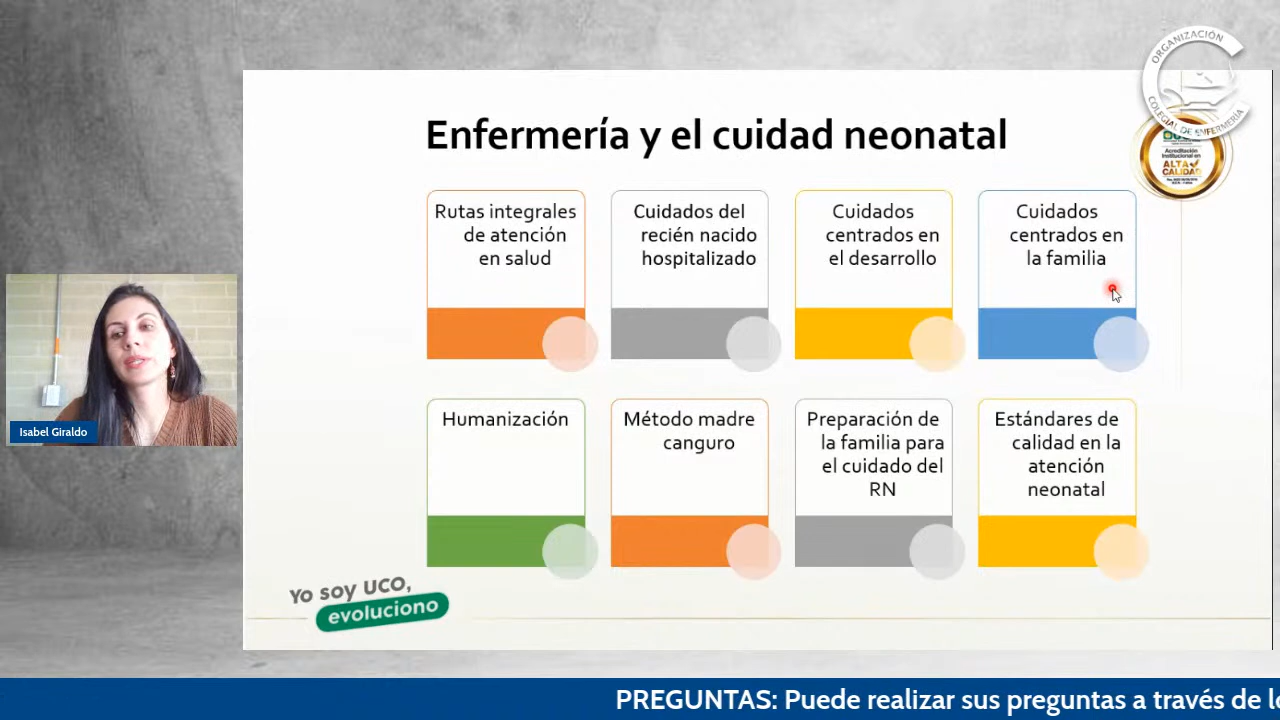 ORGANIZACIÓN
COLEGIAL DE ENFERMERÍA
Enfermería y el cuidad neonatal
Acreditación
Institucional en
ALTA
CALIDAD
Rutas integrales
de atención
en salud
Cuidados del
recién nacido
hospitalizado
Cuidados
centrados en
el desarrollo
Cuidados
centrados en
la familia
Humanización
Método madre
canguro
Preparación de
la familia para
el cuidado del
RN
Estándares de
calidad en la
atención
neonatal
Isabel Giraldo
Yo soy UCO,
evoluciono
PREGUNTAS: Puede realizar sus preguntas a través de